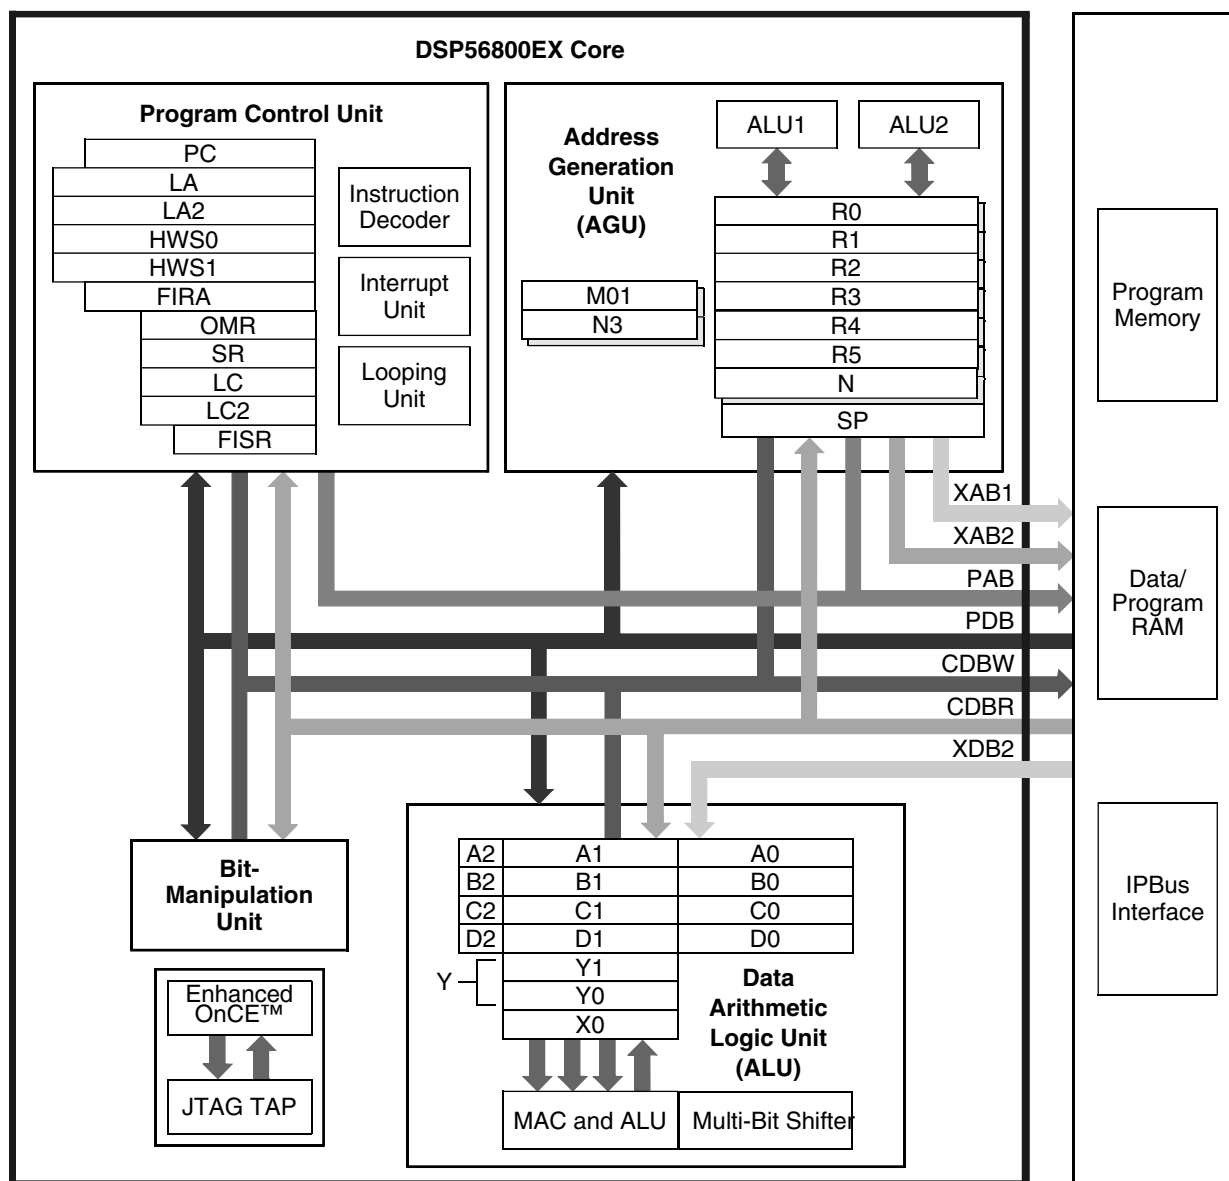 DSP56800EX Core
Program Control Unit
PC
LA
LA2
HWS0
HWS1
FIRA
OMR
SR
LC
LC2
FISR
Instruction
Decoder
Interrupt
Unit
Looping
Unit
Address
Generation
Unit
(AGU)
ALU1
ALU2
M01
N3
R0
R1
R2
R3
R4
R5
N
SP
XAB1
XAB2
PAB
PDB
CDBW
CDBR
XDB2
Program
Memory
Data/
Program
RAM
IPBus
Interface
Bit-
Manipulation
Unit
Enhanced
OnCE™
JTAG TAP
A2 A1 A0
B2 B1 B0
C2 C1 C0
D2 D1 D0
Y
Y1
Y0
X0
Data
Arithmetic
Logic Unit
(ALU)
MAC and ALU
Multi-Bit Shifter